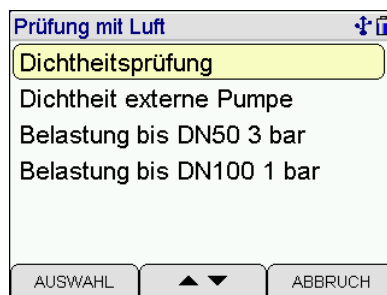 Prüfung mit Luft
Dichtheitsprüfung
Dichtheit externe Pumpe
Belastung bis DN50 3 bar
Belastung bis DN100 1 bar
AUSWAHL ABBRUCH